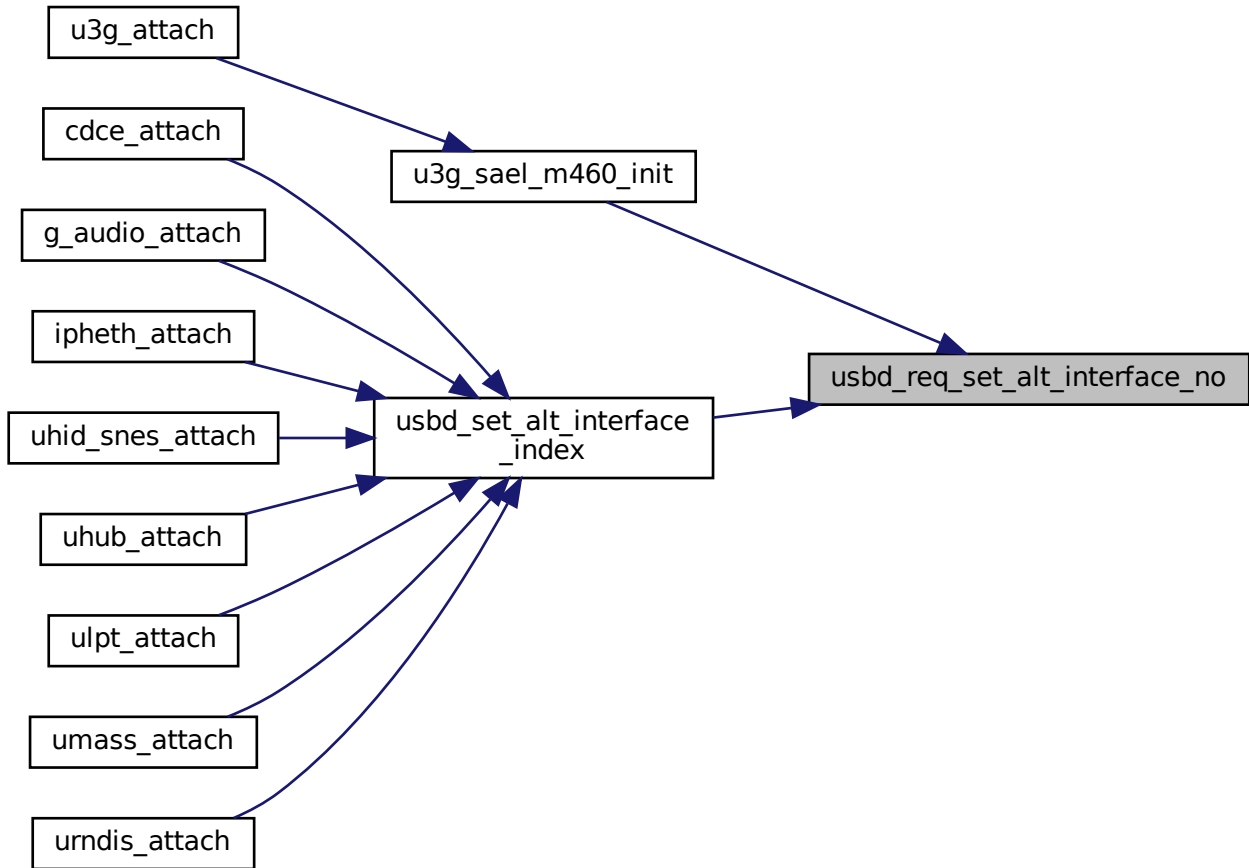 u3g_attach
cdce_attach
u3g_sael_m460_init
g_audio_attach
ipheth_attach
usbd_req_set_alt_interface_no
usbd_set_alt_interface
_index
uhid_snes_attach
uhub_attach
ulpt_attach
umass_attach
urndis_attach